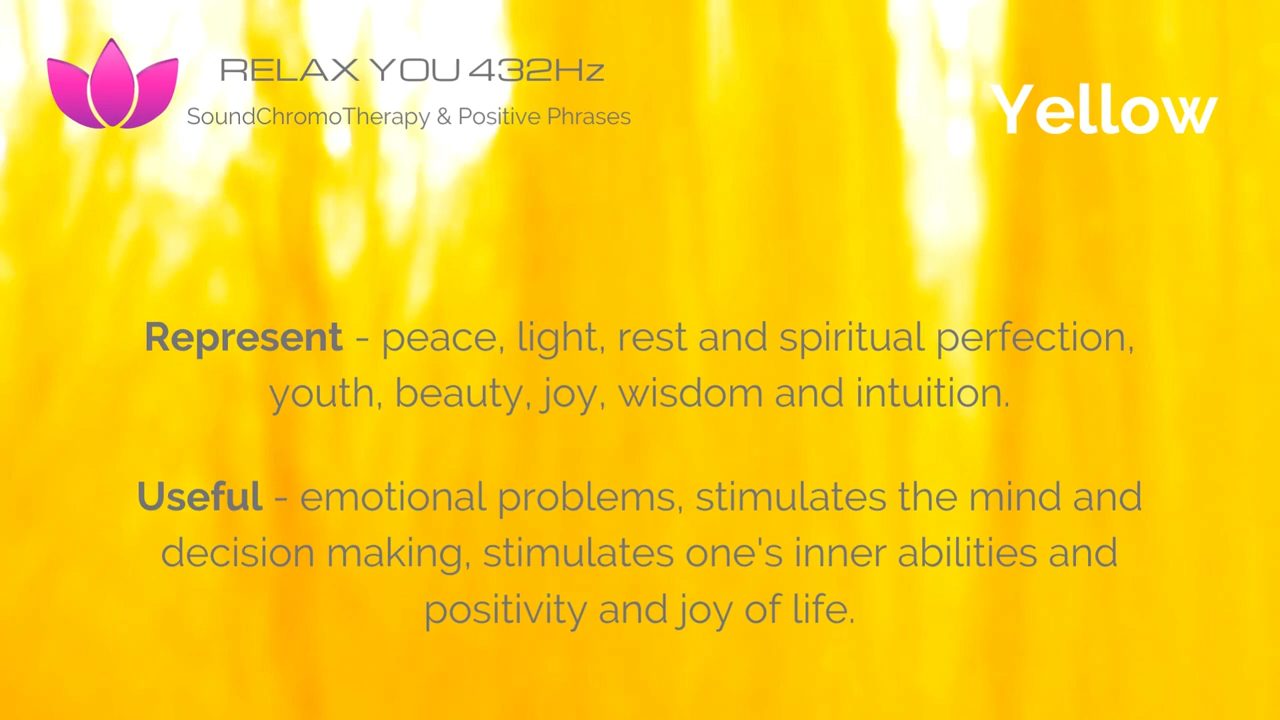 RELAX YOU 432Hz
SoundChromoTherapy & Positive Phrases
Yellow
Represent - peace, light, rest and spiritual perfection,
youth, beauty, joy, wisdom and intuition.
Useful - emotional problems, stimulates the mind and
decision making, stimulates one's inner abilities and
positivity and joy of life.